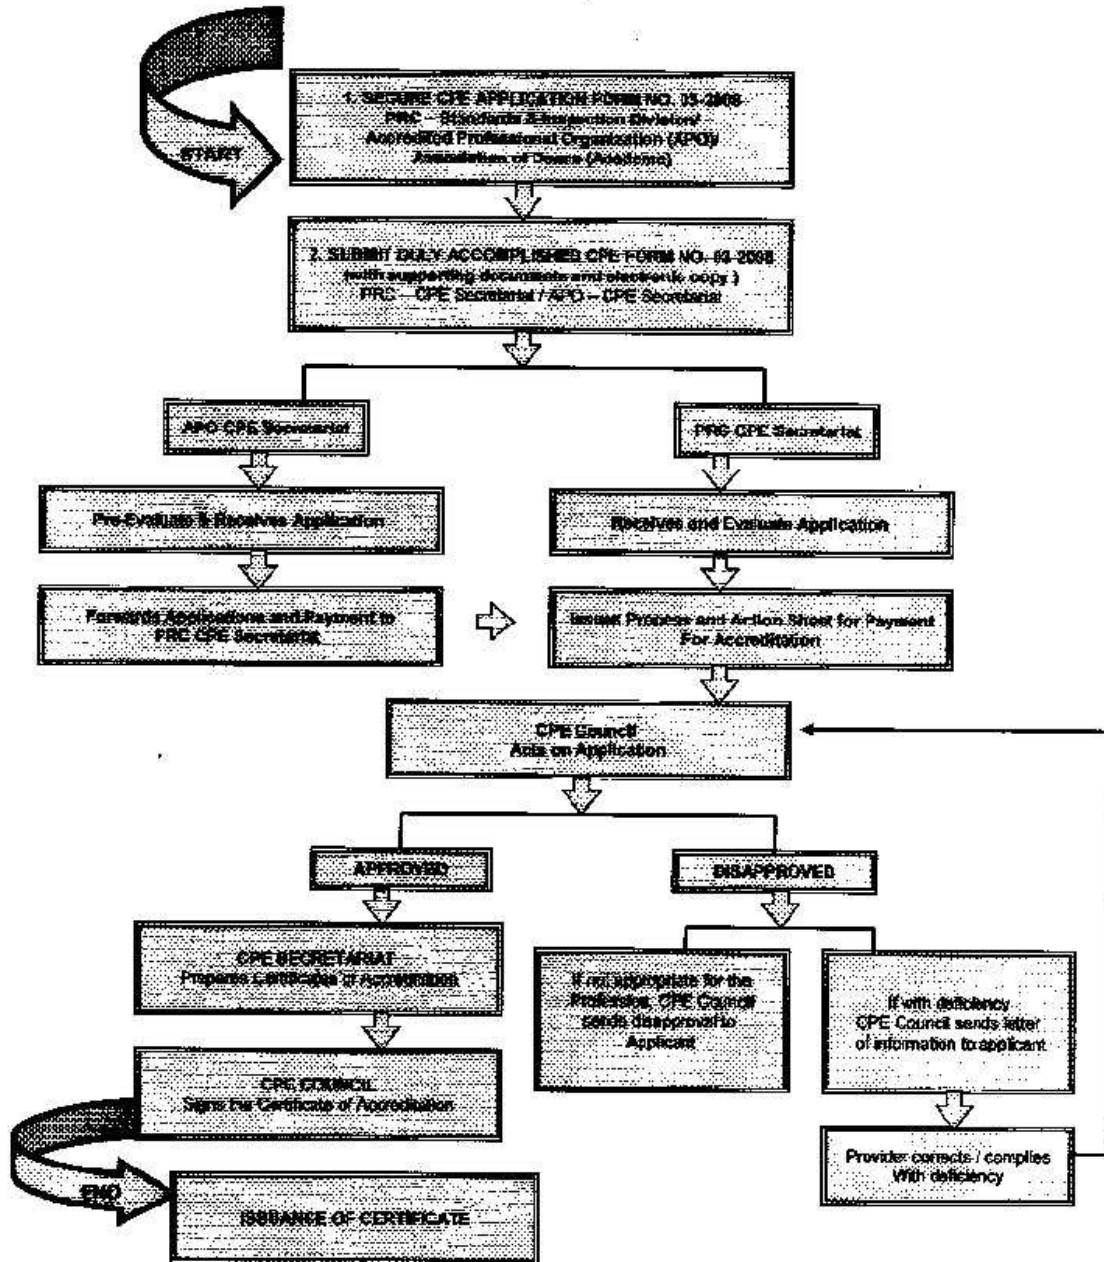 START
1. SECURE CPE APPLICATION FORM NO. 03-2008
PRC – Standards & Inspection Division/
Accredited Professional Organization (APO)/
Association of Deans (Academe)
2. SUBMIT DULY ACCOMPLISHED CPE FORM NO. 03-2008
(with supporting documents and electronic copy )
PRC – CPE Secretariat / APO – CPE Secretariat
APO CPE Secretariat
PRC CPE Secretariat
Pre-Evaluate & Receives Application
Receives and Evaluate Application
Forwards Applications and Payment to
PRC CPE Secretariat
Issues Process and Action Sheet for Payment
For Accreditation
CPE Council
Acts on Application
APPROVED
DISAPPROVED
CPE SECRETARIAT
Prepares Certificates of Accreditation
If not appropriate for the
Profession, CPE Council
sends disapproval to
Applicant
If with deficiency
CPE Council sends letter
of information to applicant
CPE COUNCIL
Signs the Certificate of Accreditation
Provider corrects / complies
With deficiency
END
ISSUANCE OF CERTIFICATE